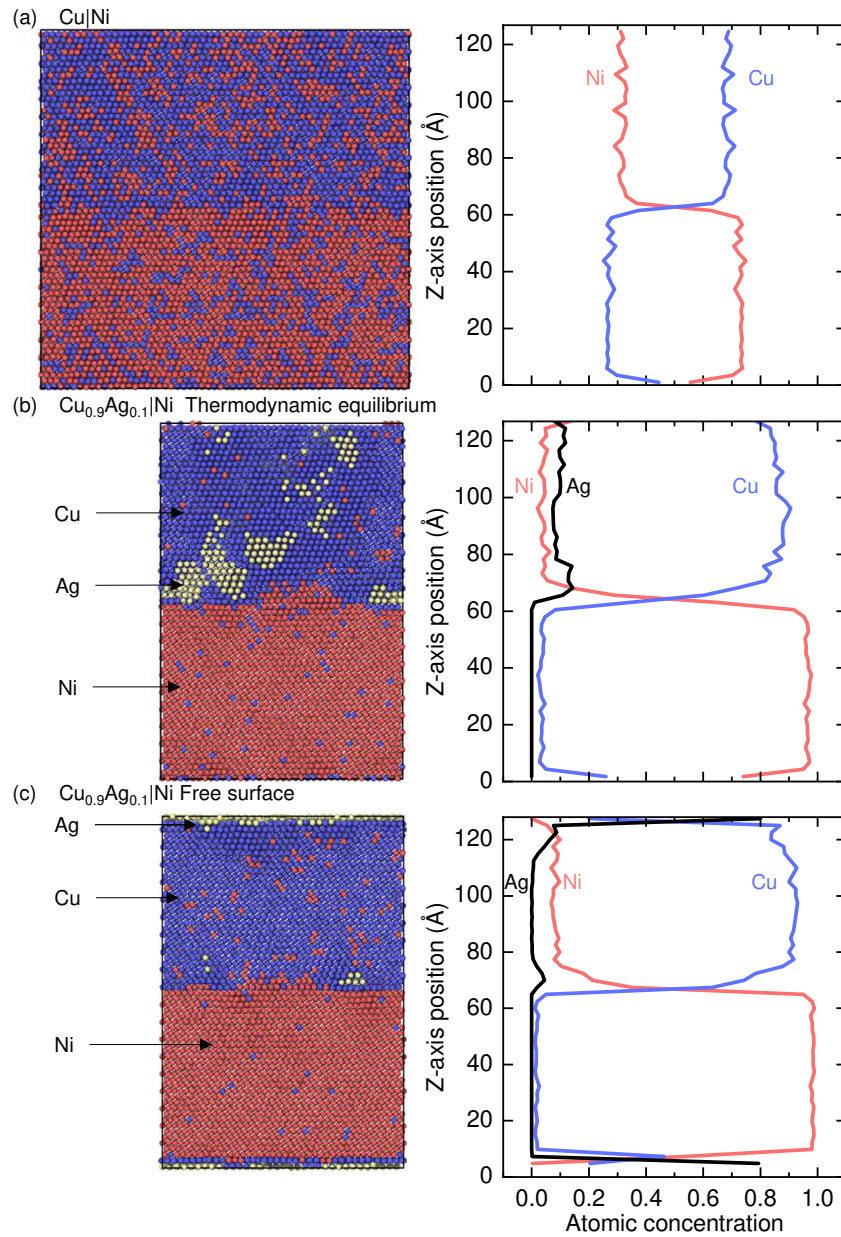 (a) Cu|Ni
Ni
Cu
Z-axis position (Å)
120
100
80
60
40
20
0
(b) Cu0.9Ag0.1|Ni Thermodynamic equilibrium
Cu
Ag
Ni
Ni
Ag
Cu
Z-axis position (Å)
120
100
80
60
40
20
0
(c) Cu0.9Ag0.1|Ni Free surface
Ag
Cu
Ni
Ag
Ni
Cu
Z-axis position (Å)
120
100
80
60
40
20
0
0.0 0.2 0.4 0.6 0.8 1.0
Atomic concentration